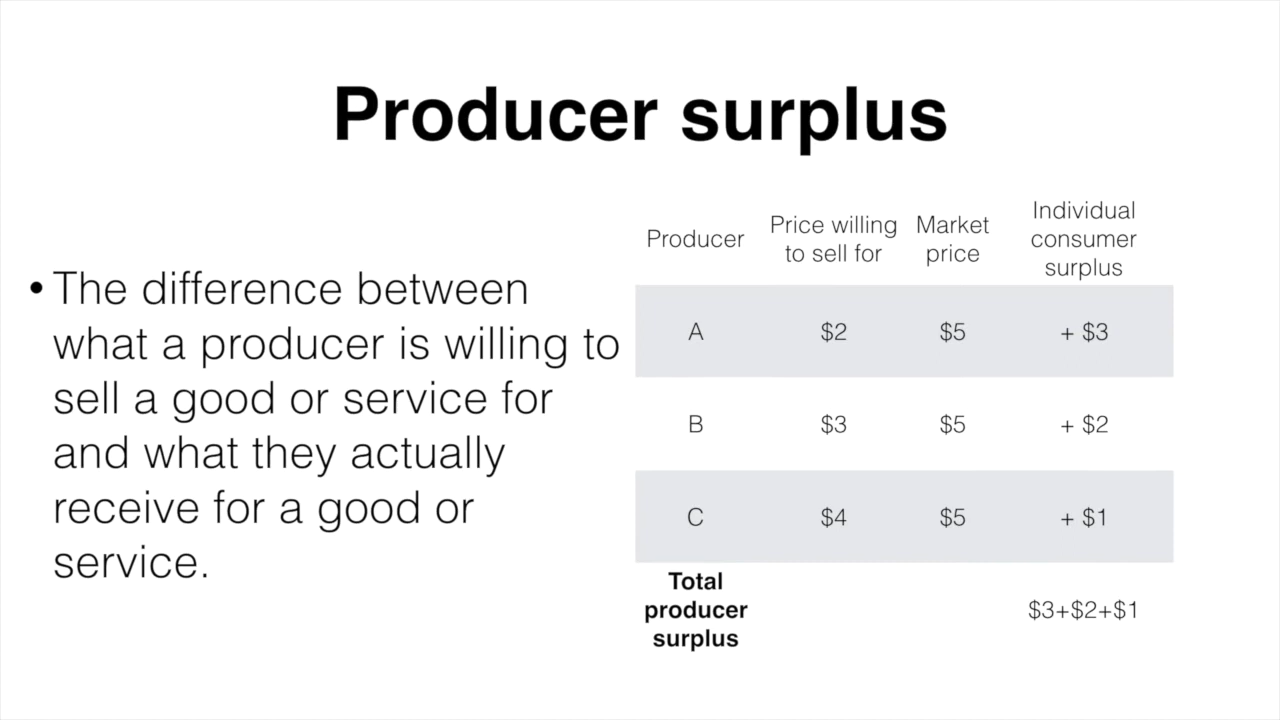 Producer surplus
• The difference between
what a producer is willing to
sell a good or service for
and what they actually
receive for a good or
service.
Producer Price willing to sell for Market price Individual consumer surplus
A $2 $5 + $3
B $3 $5 + $2
C $4 $5 + $1
Total producer surplus $3+$2+$1